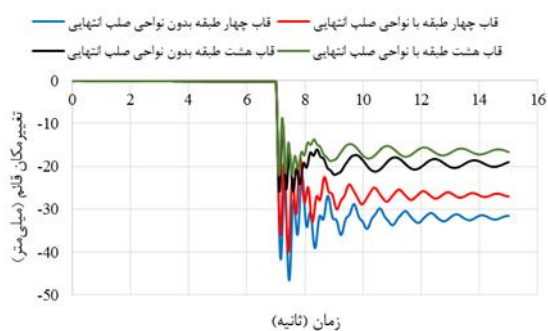 قاب چهار طبقه بدون نواحی صلب انتهایی قاب چهار طبقه با نواحی صلب انتهایی
قاب هشت طبقه بدون نواحی صلب انتهایی قاب هشت طبقه با نواحی صلب انتهایی
0
0 2 4 6 8 10 12 14 16
-10
-20
-30
-40
-50
تغییرمکان قائم (میلی‌متر)
زمان (ثانیه)